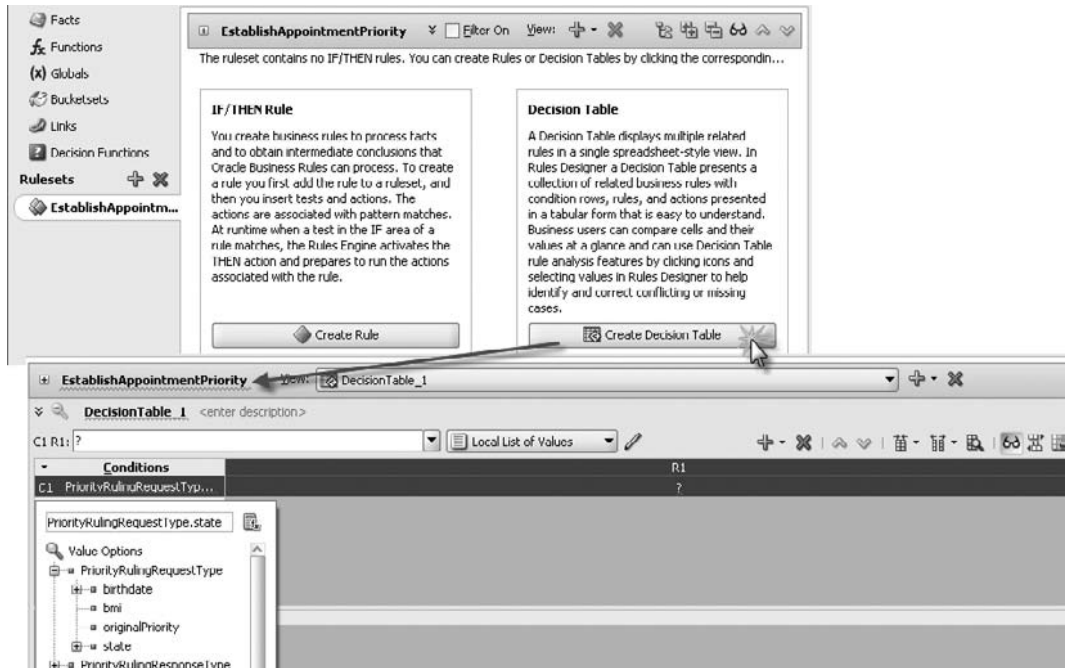 Facts
fx Functions
(x) Globals
Bucketsets
Links
Decision Functions
Rulesets
EstablishAppointm...
EstablishAppointmentPriority
Filter On
View:
The ruleset contains no IF/THEN rules. You can create Rules or Decision Tables by clicking the correspondin...
IF/THEN Rule
You create business rules to process facts
and to obtain intermediate conclusions that
Oracle Business Rules can process. To create
a rule you first add the rule to a ruleset, and
then you insert tests and actions. The
actions are associated with pattern matches.
At runtime when a test in the IF area of a
rule matches, the Rules Engine activates the
THEN action and prepares to run the actions
associated with the rule.
Create Rule
Decision Table
A Decision Table displays multiple related
rules in a single spreadsheet-style view. In
Rules Designer a Decision Table presents a
collection of related business rules with
condition rows, rules, and actions presented
in a tabular form that is easy to understand.
Business users can compare cells and their
values at a glance and can use Decision Table
rule analysis features by clicking icons and
selecting values in Rules Designer to help
identify and correct conflicting or missing
cases.
Create Decision Table
EstablishAppointmentPriority
View:
DecisionTable_1
DecisionTable_1 <enter description>
C1 R1: ?
Local List of Values
Conditions
R1
C1 PriorityRulingRequestTyp...
?
PriorityRulingRequestType.state
Value Options
PriorityRulingRequestType
birthdate
bmi
originalPriority
state
PriorityRulingResponseType